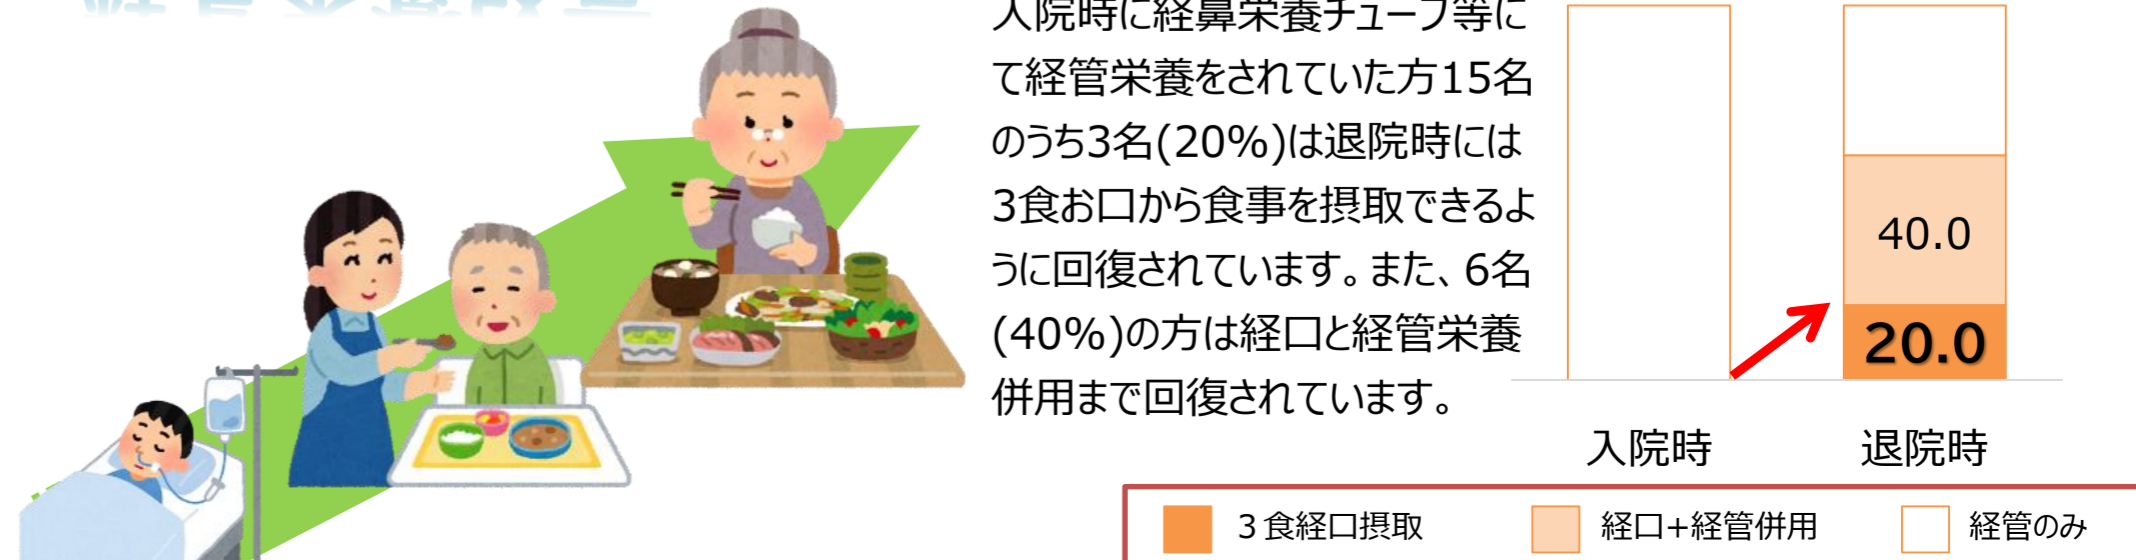 入院時に経鼻栄養チューブ等に
て経管栄養をされていた方15名
のうち3名(20%)は退院時には
3食お口から食事を摂取できるよ
うに回復されています。また、6名
(40%)の方は経口と経管栄養
併用まで回復されています。
40.0
20.0
入院時
退院時
3食経口摂取
経口+経管併用
経管のみ